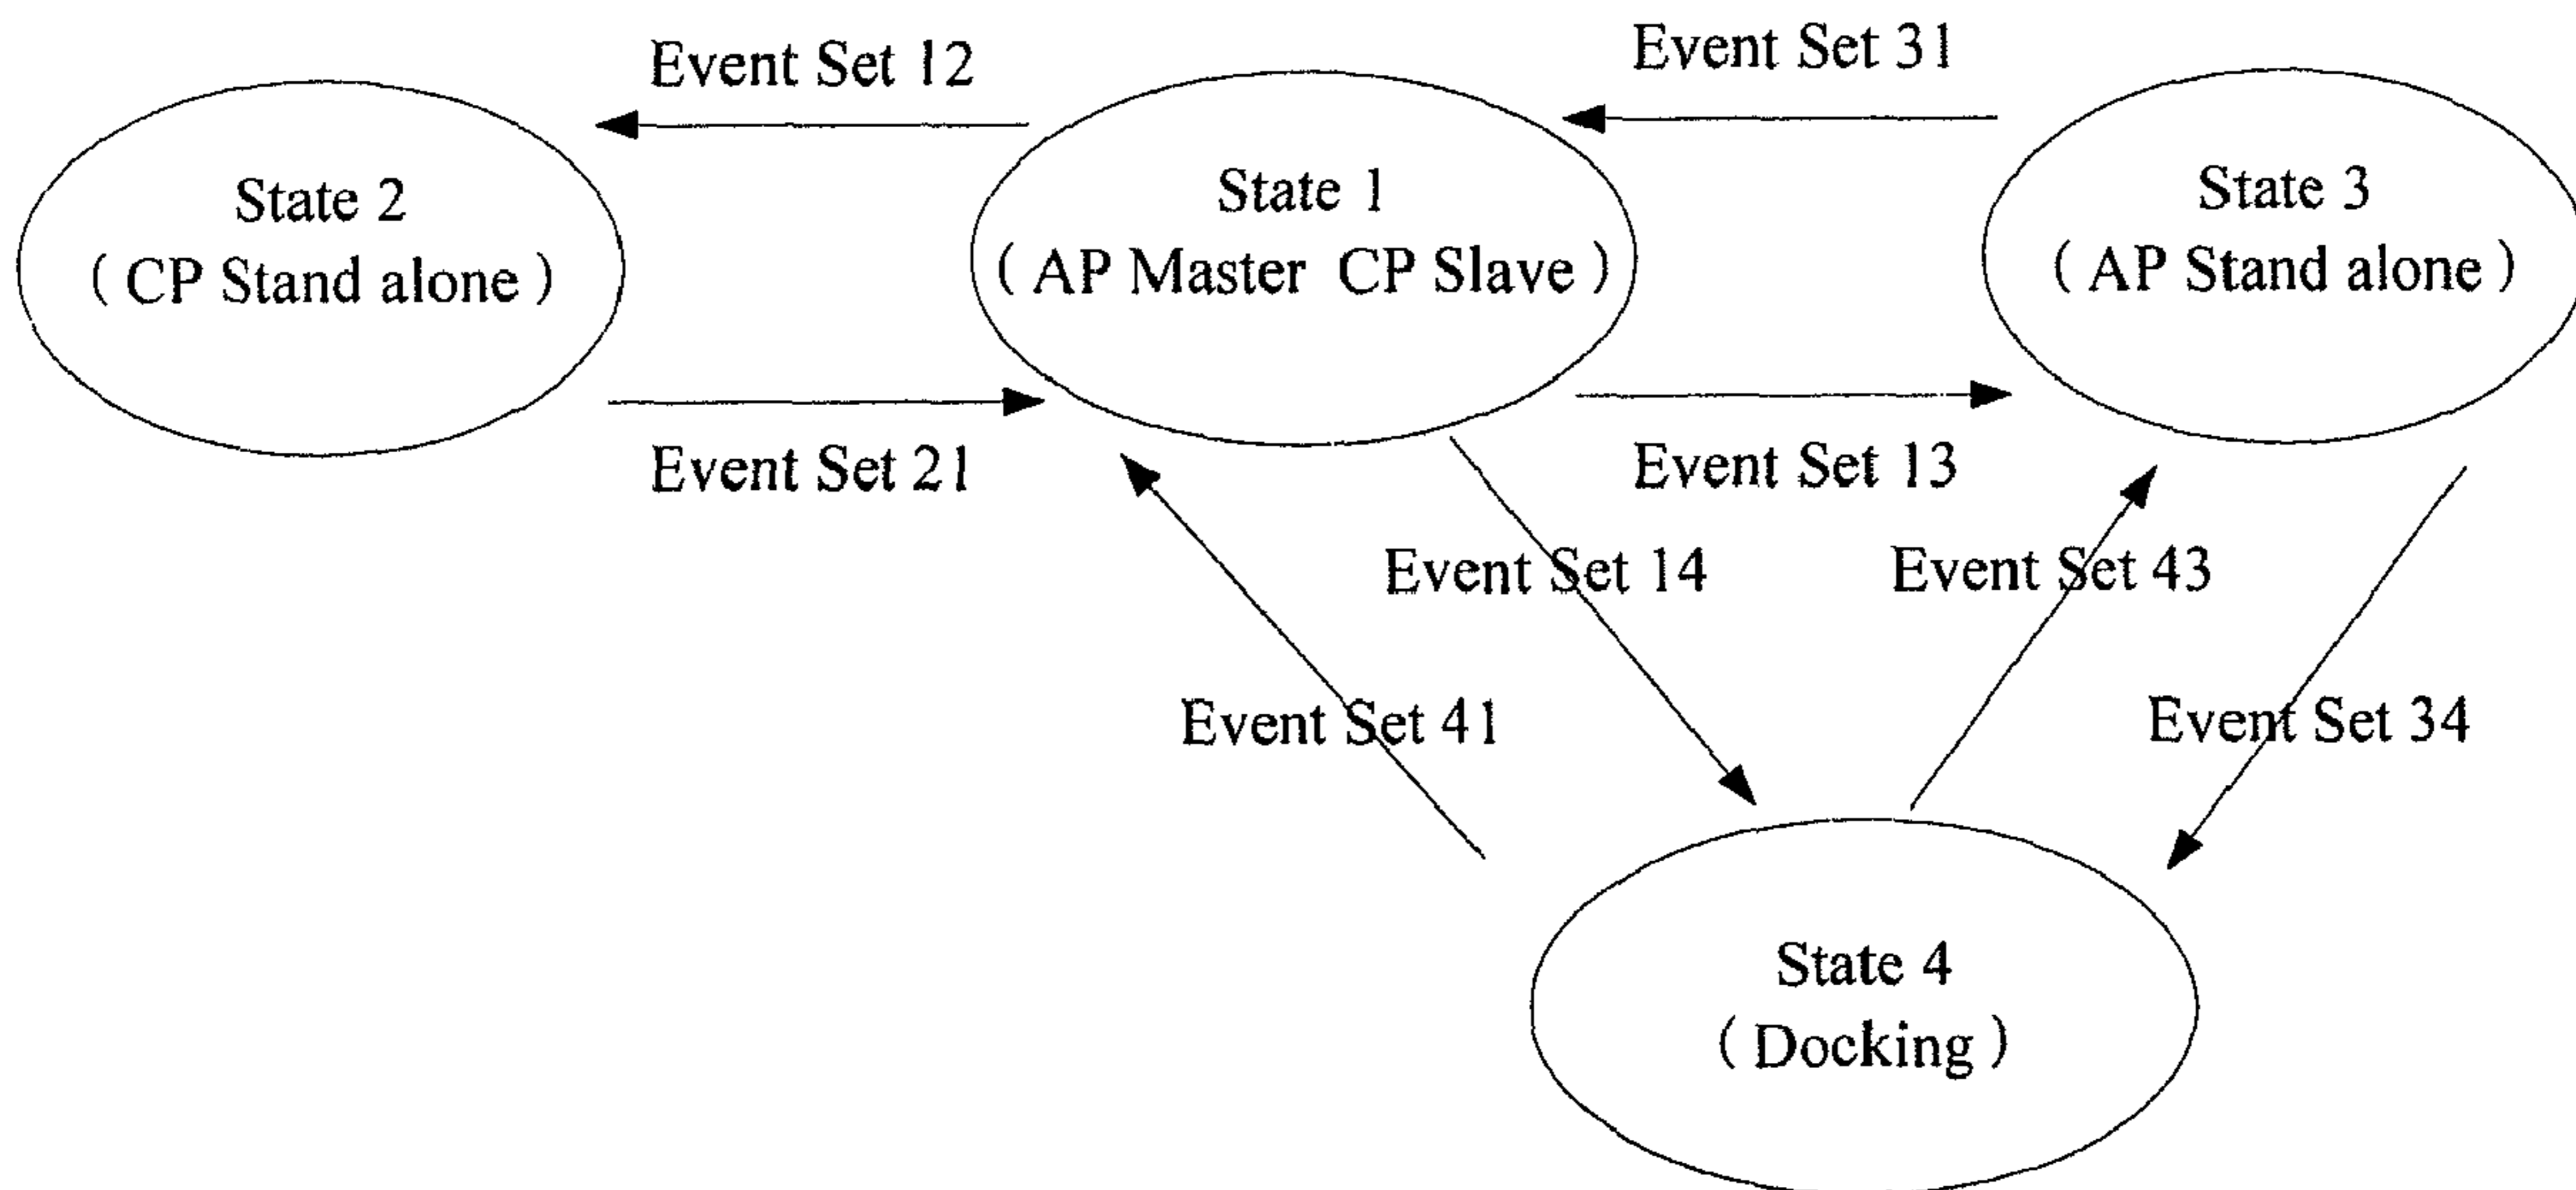 Event Set 12
Event Set 31
State 2
( CP Stand alone )
State 1
( AP Master CP Slave )
State 3
( AP Stand alone )
Event Set 21
Event Set 13
Event Set 14
Event Set 43
Event Set 41
Event Set 34
State 4
( Docking )